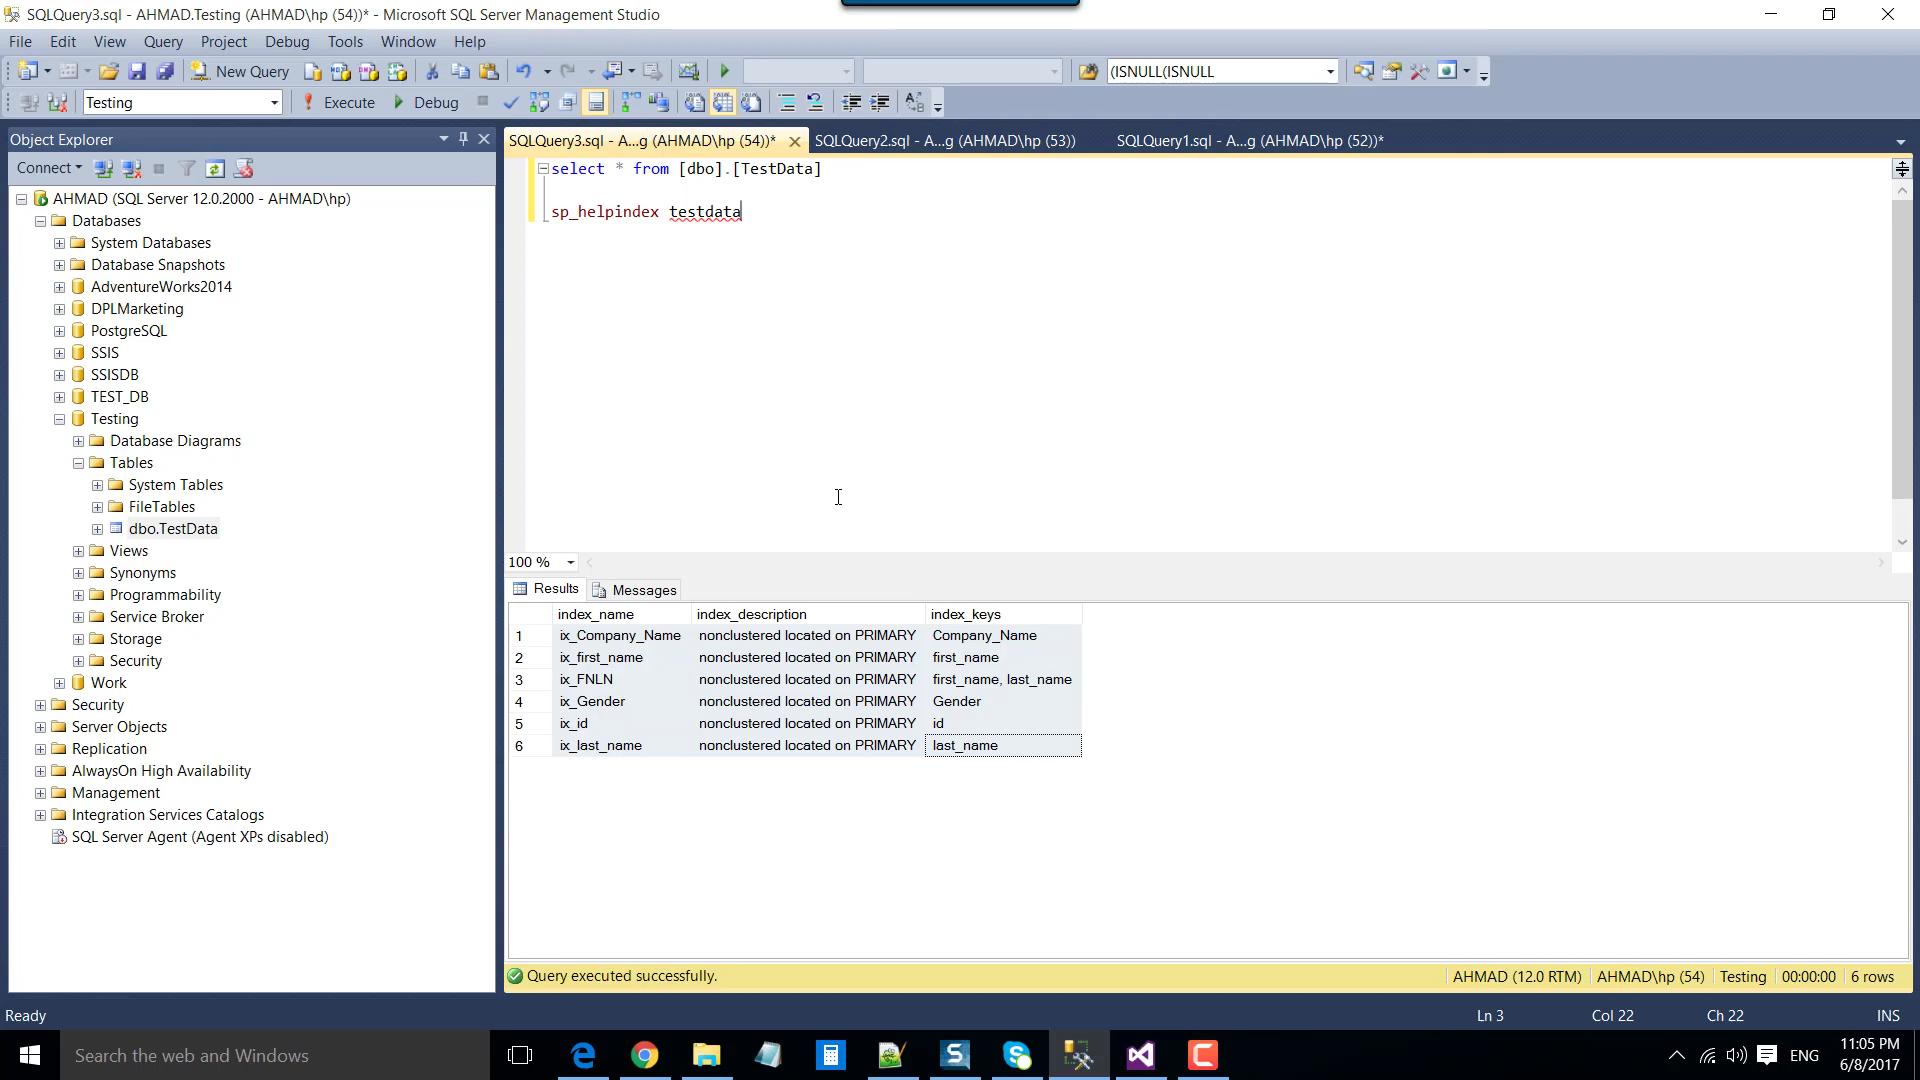 SQLQuery3.sql - AHMAD.Testing (AHMAD\hp (54))* - Microsoft SQL Server Management Studio
File Edit View Query Project Debug Tools Window Help
New Query (ISNULL(ISNULL
Testing Execute Debug
Object Explorer
Connect
AHMAD (SQL Server 12.0.2000 - AHMAD\hp)
Databases
System Databases
Database Snapshots
AdventureWorks2014
DPLMarketing
PostgreSQL
SSIS
SSISDB
TEST_DB
Testing
Database Diagrams
Tables
System Tables
FileTables
dbo.TestData
Views
Synonyms
Programmability
Service Broker
Storage
Security
Work
Security
Server Objects
Replication
AlwaysOn High Availability
Management
Integration Services Catalogs
SQL Server Agent (Agent XPs disabled)
SQLQuery3.sql - A...g (AHMAD\hp (54))* SQLQuery2.sql - A...g (AHMAD\hp (53)) SQLQuery1.sql - A...g (AHMAD\hp (52))*
select * from [dbo].[TestData]
sp_helpindex testdata
100 %
Results Messages
index_name index_description index_keys
1 ix_Company_Name nonclustered located on PRIMARY Company_Name
2 ix_first_name nonclustered located on PRIMARY first_name
3 ix_FNLN nonclustered located on PRIMARY first_name, last_name
4 ix_Gender nonclustered located on PRIMARY Gender
5 ix_id nonclustered located on PRIMARY id
6 ix_last_name nonclustered located on PRIMARY last_name
Query executed successfully. AHMAD (12.0 RTM) AHMAD\hp (54) Testing 00:00:00 6 rows
Ready Ln 3 Col 22 Ch 22 INS
Search the web and Windows ENG 11:05 PM
6/8/2017